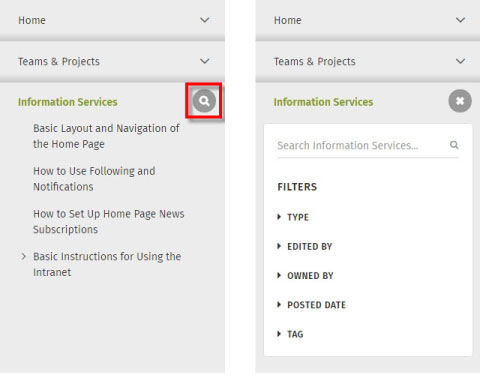 Home
Teams & Projects
Information Services
Basic Layout and Navigation of
the Home Page
How to Use Following and
Notifications
How to Set Up Home Page News
Subscriptions
Basic Instructions for Using the
Intranet
Home
Teams & Projects
Information Services
Search Information Services...
FILTERS
TYPE
EDITED BY
OWNED BY
POSTED DATE
TAG